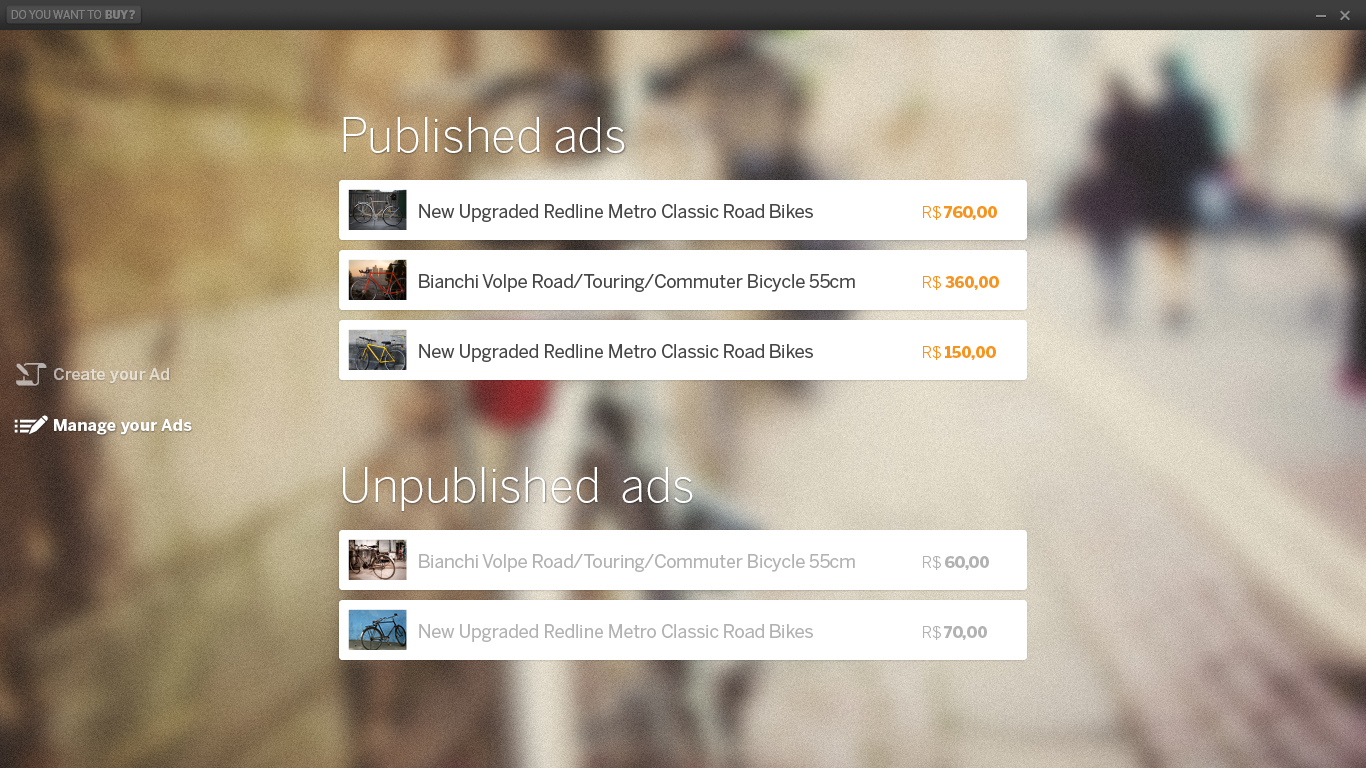 DO YOU WANT TO BUY?
Published ads
New Upgraded Redline Metro Classic Road Bikes R$ 760,00
Bianchi Volpe Road/Touring/Commuter Bicycle 55cm R$ 360,00
New Upgraded Redline Metro Classic Road Bikes R$ 150,00
Create your Ad
Manage your Ads
Unpublished ads
Bianchi Volpe Road/Touring/Commuter Bicycle 55cm R$ 60,00
New Upgraded Redline Metro Classic Road Bikes R$ 70,00